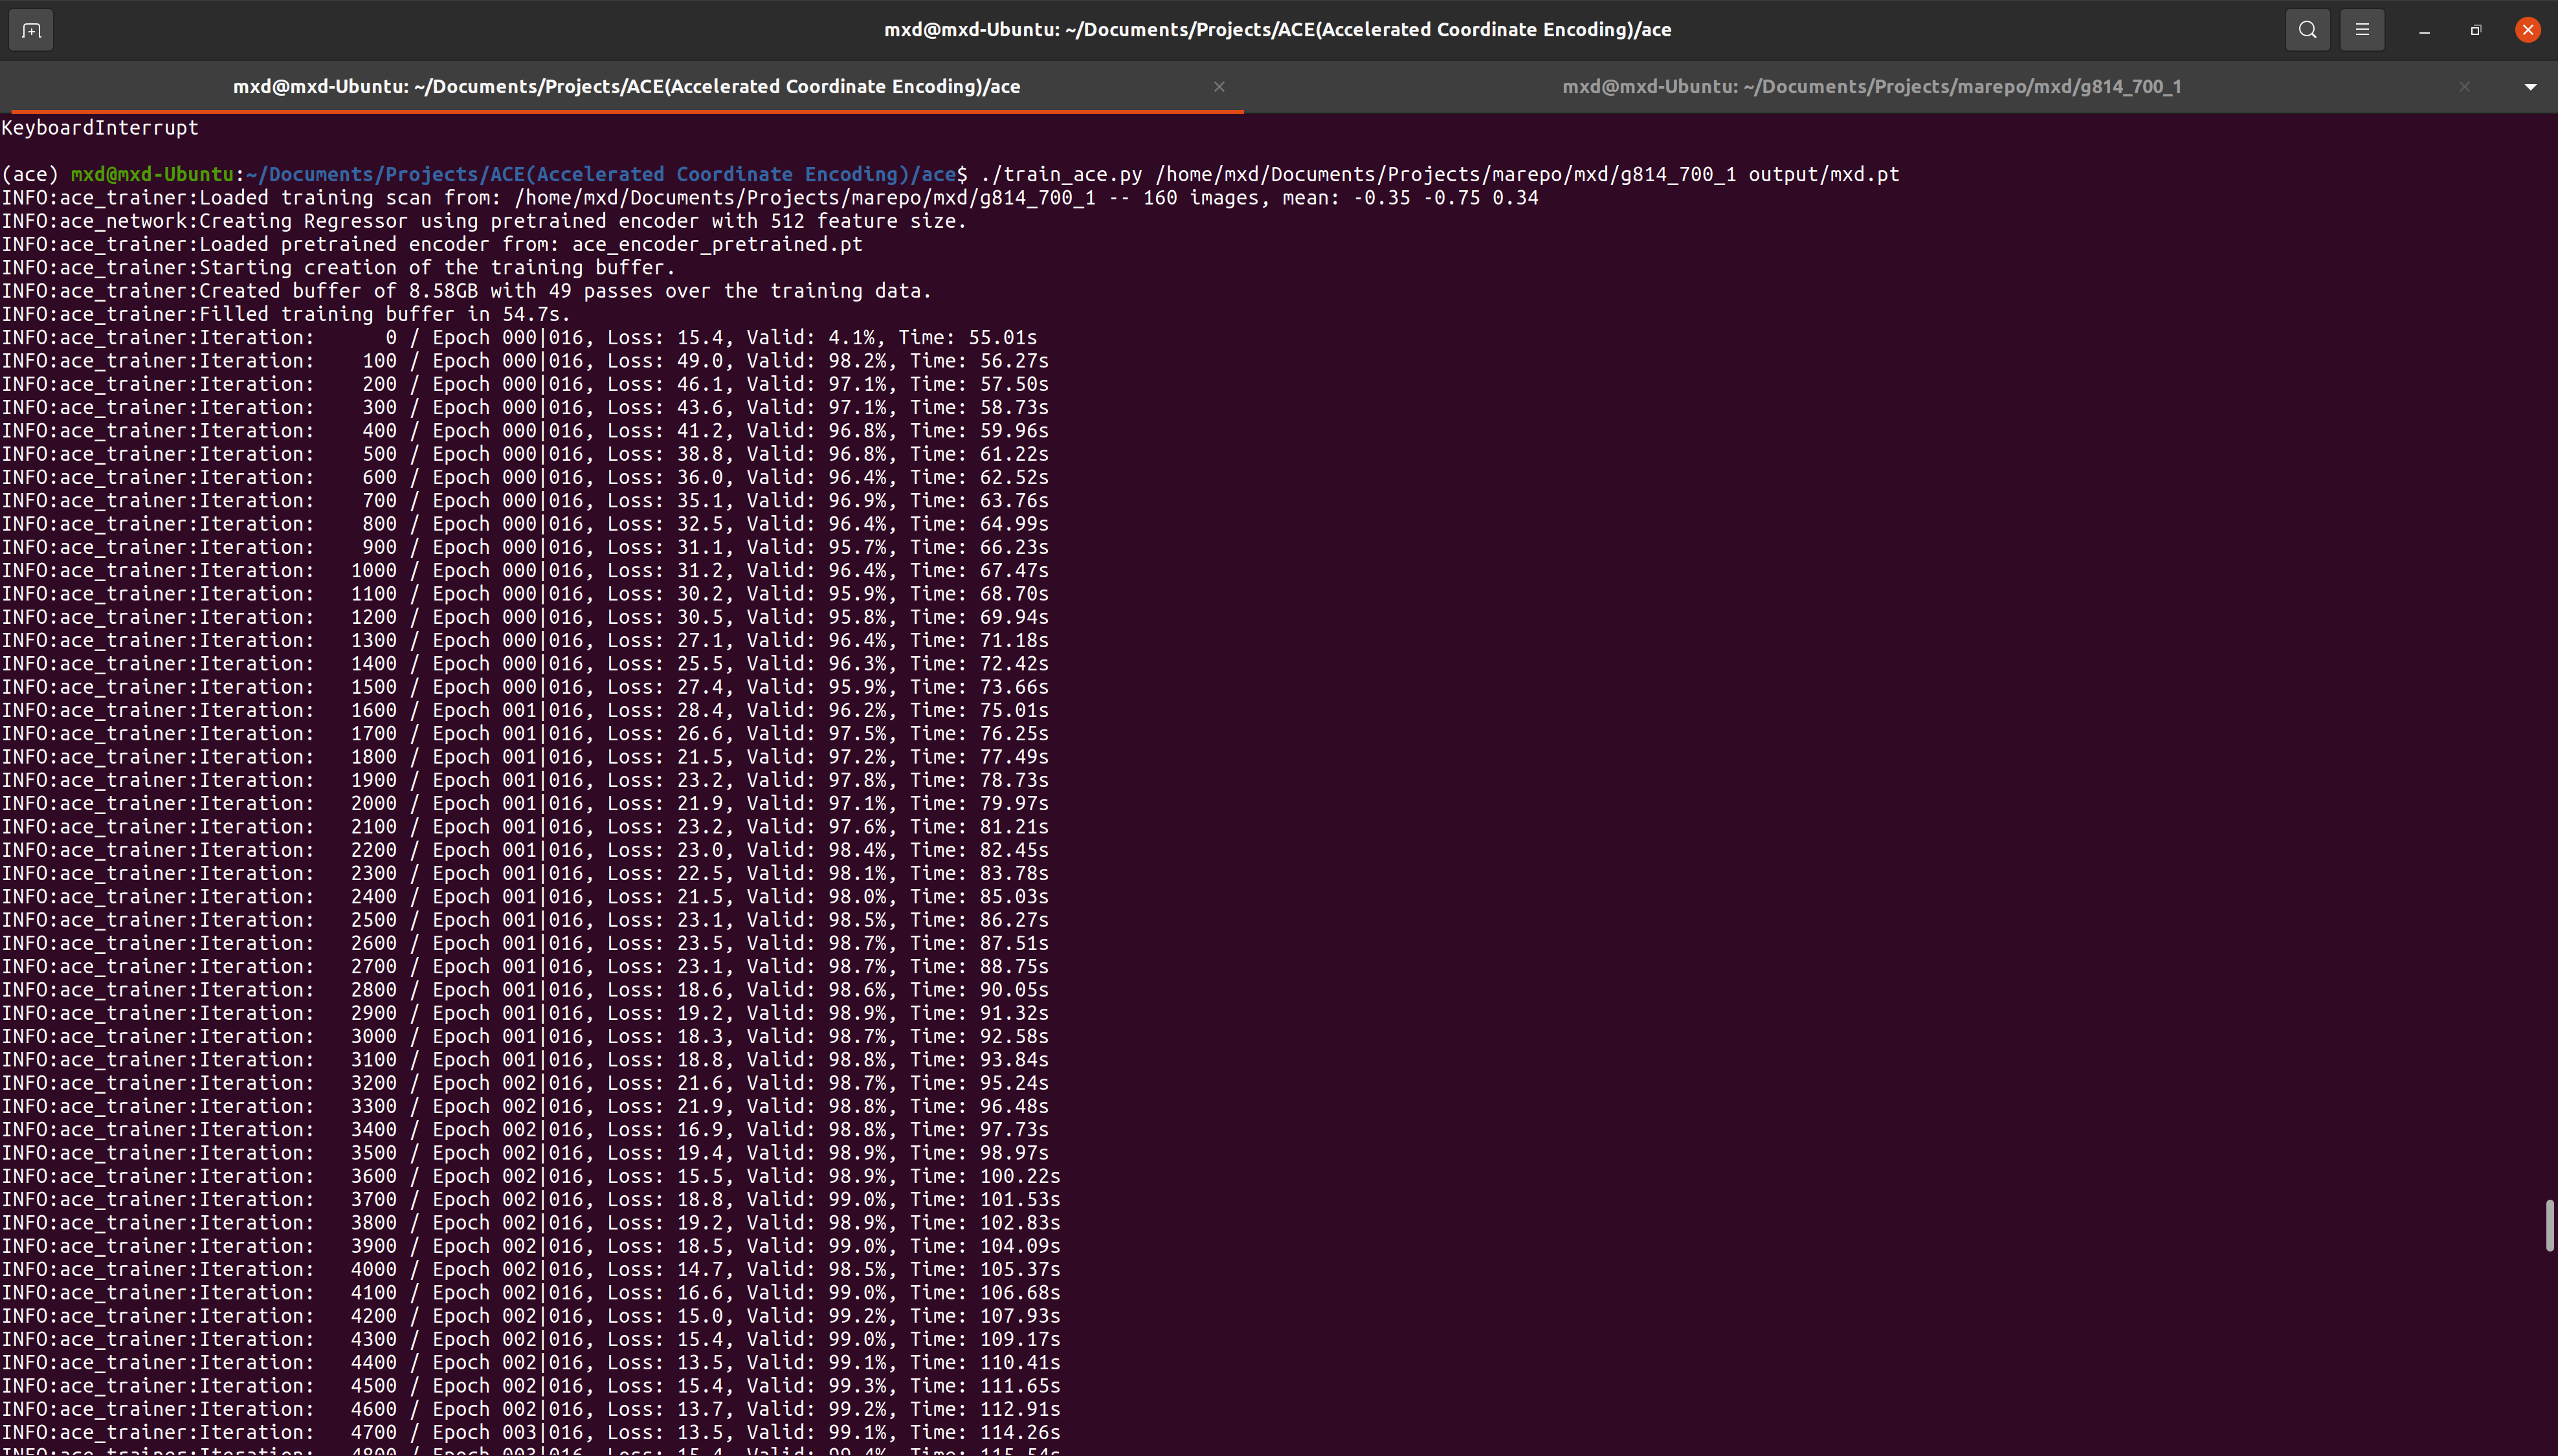 mxd@mxd-Ubuntu: ~/Documents/Projects/ACE(Accelerated Coordinate Encoding)/ace
mxd@mxd-Ubuntu: ~/Documents/Projects/ACE(Accelerated Coordinate Encoding)/ace
mxd@mxd-Ubuntu: ~/Documents/Projects/marepo/mxd/g814_700_1
KeyboardInterrupt
(ace) mxd@mxd-Ubuntu:~/Documents/Projects/ACE(Accelerated Coordinate Encoding)/ace$ ./train_ace.py /home/mxd/Documents/Projects/marepo/mxd/g814_700_1 output/mxd.pt
INFO:ace_trainer:Loaded training scan from: /home/mxd/Documents/Projects/marepo/mxd/g814_700_1 -- 160 images, mean: -0.35 -0.75 0.34
INFO:ace_network:Creating Regressor using pretrained encoder with 512 feature size.
INFO:ace_trainer:Loaded pretrained encoder from: ace_encoder_pretrained.pt
INFO:ace_trainer:Starting creation of the training buffer.
INFO:ace_trainer:Created buffer of 8.58GB with 49 passes over the training data.
INFO:ace_trainer:Filled training buffer in 54.7s.
INFO:ace_trainer:Iteration:      0 / Epoch 000|016, Loss: 15.4, Valid: 4.1%, Time: 55.01s
INFO:ace_trainer:Iteration:    100 / Epoch 000|016, Loss: 49.0, Valid: 98.2%, Time: 56.27s
INFO:ace_trainer:Iteration:    200 / Epoch 000|016, Loss: 46.1, Valid: 97.1%, Time: 57.50s
INFO:ace_trainer:Iteration:    300 / Epoch 000|016, Loss: 43.6, Valid: 97.1%, Time: 58.73s
INFO:ace_trainer:Iteration:    400 / Epoch 000|016, Loss: 41.2, Valid: 96.8%, Time: 59.96s
INFO:ace_trainer:Iteration:    500 / Epoch 000|016, Loss: 38.8, Valid: 96.8%, Time: 61.22s
INFO:ace_trainer:Iteration:    600 / Epoch 000|016, Loss: 36.0, Valid: 96.4%, Time: 62.52s
INFO:ace_trainer:Iteration:    700 / Epoch 000|016, Loss: 35.1, Valid: 96.9%, Time: 63.76s
INFO:ace_trainer:Iteration:    800 / Epoch 000|016, Loss: 32.5, Valid: 96.4%, Time: 64.99s
INFO:ace_trainer:Iteration:    900 / Epoch 000|016, Loss: 31.1, Valid: 95.7%, Time: 66.23s
INFO:ace_trainer:Iteration:   1000 / Epoch 000|016, Loss: 31.2, Valid: 96.4%, Time: 67.47s
INFO:ace_trainer:Iteration:   1100 / Epoch 000|016, Loss: 30.2, Valid: 95.9%, Time: 68.70s
INFO:ace_trainer:Iteration:   1200 / Epoch 000|016, Loss: 30.5, Valid: 95.8%, Time: 69.94s
INFO:ace_trainer:Iteration:   1300 / Epoch 000|016, Loss: 27.1, Valid: 96.4%, Time: 71.18s
INFO:ace_trainer:Iteration:   1400 / Epoch 000|016, Loss: 25.5, Valid: 96.3%, Time: 72.42s
INFO:ace_trainer:Iteration:   1500 / Epoch 000|016, Loss: 27.4, Valid: 95.9%, Time: 73.66s
INFO:ace_trainer:Iteration:   1600 / Epoch 001|016, Loss: 28.4, Valid: 96.2%, Time: 75.01s
INFO:ace_trainer:Iteration:   1700 / Epoch 001|016, Loss: 26.6, Valid: 97.5%, Time: 76.25s
INFO:ace_trainer:Iteration:   1800 / Epoch 001|016, Loss: 21.5, Valid: 97.2%, Time: 77.49s
INFO:ace_trainer:Iteration:   1900 / Epoch 001|016, Loss: 23.2, Valid: 97.8%, Time: 78.73s
INFO:ace_trainer:Iteration:   2000 / Epoch 001|016, Loss: 21.9, Valid: 97.1%, Time: 79.97s
INFO:ace_trainer:Iteration:   2100 / Epoch 001|016, Loss: 23.2, Valid: 97.6%, Time: 81.21s
INFO:ace_trainer:Iteration:   2200 / Epoch 001|016, Loss: 23.0, Valid: 98.4%, Time: 82.45s
INFO:ace_trainer:Iteration:   2300 / Epoch 001|016, Loss: 22.5, Valid: 98.1%, Time: 83.78s
INFO:ace_trainer:Iteration:   2400 / Epoch 001|016, Loss: 21.5, Valid: 98.0%, Time: 85.03s
INFO:ace_trainer:Iteration:   2500 / Epoch 001|016, Loss: 23.1, Valid: 98.5%, Time: 86.27s
INFO:ace_trainer:Iteration:   2600 / Epoch 001|016, Loss: 23.5, Valid: 98.7%, Time: 87.51s
INFO:ace_trainer:Iteration:   2700 / Epoch 001|016, Loss: 23.1, Valid: 98.7%, Time: 88.75s
INFO:ace_trainer:Iteration:   2800 / Epoch 001|016, Loss: 18.6, Valid: 98.6%, Time: 90.05s
INFO:ace_trainer:Iteration:   2900 / Epoch 001|016, Loss: 19.2, Valid: 98.9%, Time: 91.32s
INFO:ace_trainer:Iteration:   3000 / Epoch 001|016, Loss: 18.3, Valid: 98.7%, Time: 92.58s
INFO:ace_trainer:Iteration:   3100 / Epoch 001|016, Loss: 18.8, Valid: 98.8%, Time: 93.84s
INFO:ace_trainer:Iteration:   3200 / Epoch 002|016, Loss: 21.6, Valid: 98.7%, Time: 95.24s
INFO:ace_trainer:Iteration:   3300 / Epoch 002|016, Loss: 21.9, Valid: 98.8%, Time: 96.48s
INFO:ace_trainer:Iteration:   3400 / Epoch 002|016, Loss: 16.9, Valid: 98.8%, Time: 97.73s
INFO:ace_trainer:Iteration:   3500 / Epoch 002|016, Loss: 19.4, Valid: 98.9%, Time: 98.97s
INFO:ace_trainer:Iteration:   3600 / Epoch 002|016, Loss: 15.5, Valid: 98.9%, Time: 100.22s
INFO:ace_trainer:Iteration:   3700 / Epoch 002|016, Loss: 18.8, Valid: 99.0%, Time: 101.53s
INFO:ace_trainer:Iteration:   3800 / Epoch 002|016, Loss: 19.2, Valid: 98.9%, Time: 102.83s
INFO:ace_trainer:Iteration:   3900 / Epoch 002|016, Loss: 18.5, Valid: 99.0%, Time: 104.09s
INFO:ace_trainer:Iteration:   4000 / Epoch 002|016, Loss: 14.7, Valid: 98.5%, Time: 105.37s
INFO:ace_trainer:Iteration:   4100 / Epoch 002|016, Loss: 16.6, Valid: 99.0%, Time: 106.68s
INFO:ace_trainer:Iteration:   4200 / Epoch 002|016, Loss: 15.0, Valid: 99.2%, Time: 107.93s
INFO:ace_trainer:Iteration:   4300 / Epoch 002|016, Loss: 15.4, Valid: 99.0%, Time: 109.17s
INFO:ace_trainer:Iteration:   4400 / Epoch 002|016, Loss: 13.5, Valid: 99.1%, Time: 110.41s
INFO:ace_trainer:Iteration:   4500 / Epoch 002|016, Loss: 15.4, Valid: 99.3%, Time: 111.65s
INFO:ace_trainer:Iteration:   4600 / Epoch 002|016, Loss: 13.7, Valid: 99.2%, Time: 112.91s
INFO:ace_trainer:Iteration:   4700 / Epoch 003|016, Loss: 13.5, Valid: 99.1%, Time: 114.26s